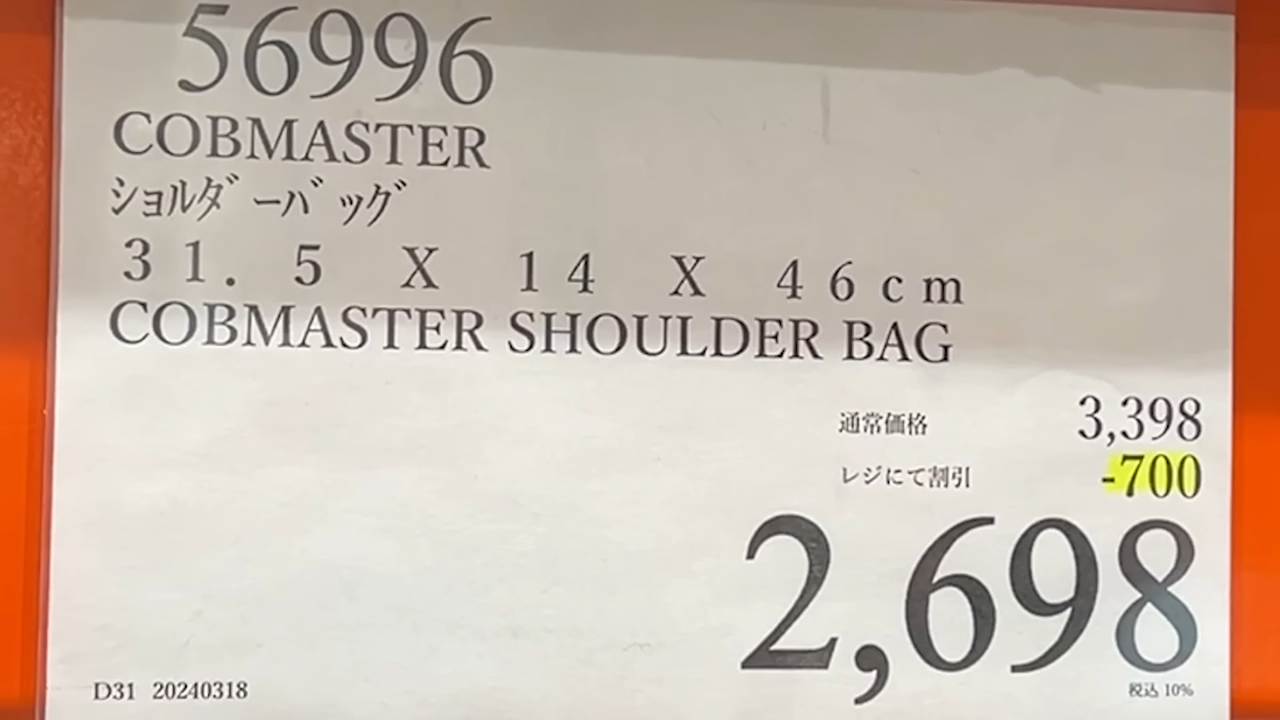 56996
COBMASTER
ショルダーバッグ
31.5 X 14 X 46cm
COBMASTER SHOULDER BAG
通常価格 3,398
レジにて割引 -700
2,698
D31 20240318
税込 10%